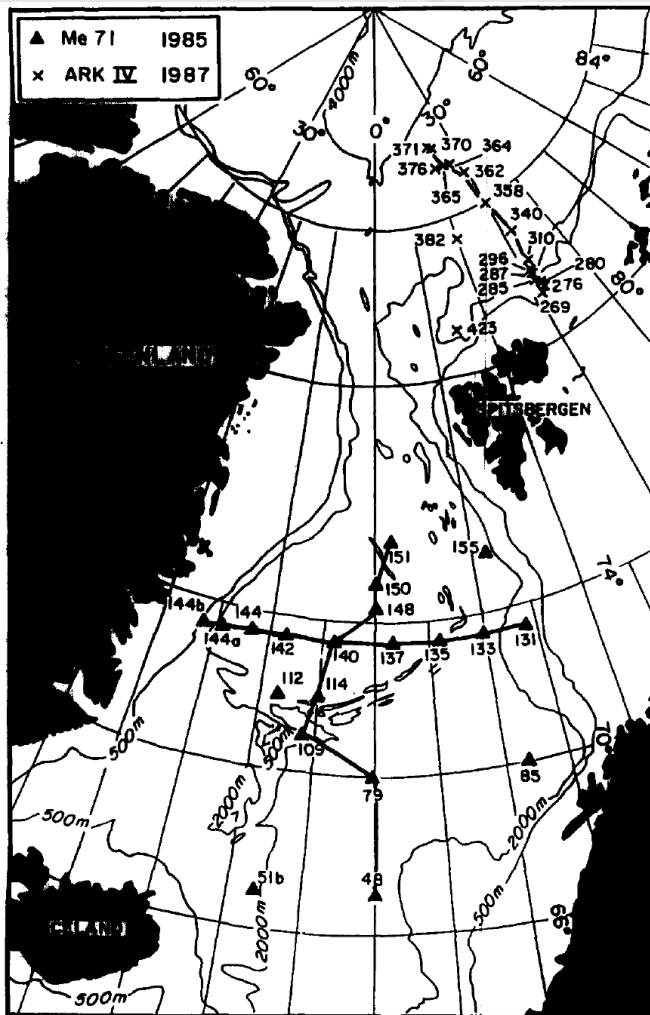 ▲ Me 71 1985
× ARK IV 1987
60°
4000m
30°
0°
30°
60°
84°
371 370 364
376 362
365 358
340
382
310
296
287 280
285 276
269
80°
423
SPITSBERGEN
151
155
150
74°
148
144b 144
144a 142 140 137 135 133 131
112 114
500m
500m
109
70°
79
85
2000m
500m
2000m
51b
48
2000m
500m
66°
500m